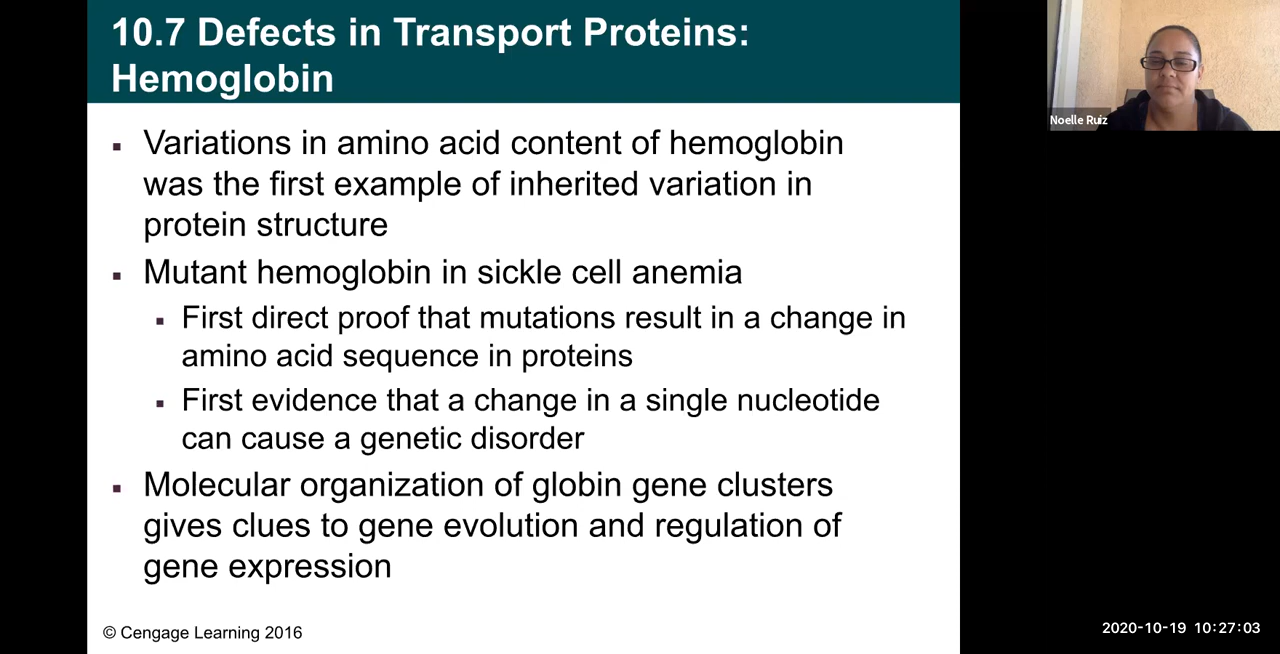 10.7 Defects in Transport Proteins:
Hemoglobin
Noelle Ruiz
▪ Variations in amino acid content of hemoglobin
was the first example of inherited variation in
protein structure
▪ Mutant hemoglobin in sickle cell anemia
▪ First direct proof that mutations result in a change in
amino acid sequence in proteins
▪ First evidence that a change in a single nucleotide
can cause a genetic disorder
▪ Molecular organization of globin gene clusters
gives clues to gene evolution and regulation of
gene expression
© Cengage Learning 2016
2020-10-19 10:27:03